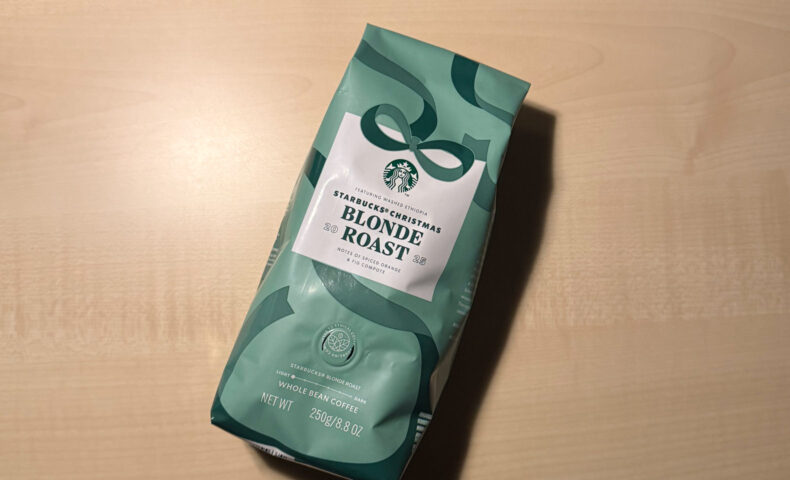 FEATURING WASHED ETHIOPIA
STARBUCKS® CHRISTMAS
BLONDE
ROAST
20 25
NOTES OF SPICED ORANGE
& FIG COMPOTE
STARBUCKS® BLONDE ROAST
LIGHT DARK
WHOLE BEAN COFFEE
NET WT 250g/8.8 OZ